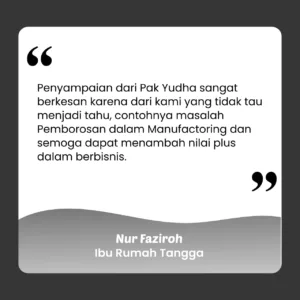 “
Penyampaian dari Pak Yudha sangat
berkesan karena dari kami yang tidak tau
menjadi tahu, contohnya masalah
Pemborosan dalam Manufactoring dan
semoga dapat menambah nilai plus
dalam berbisnis.
”
Nur Faziroh
Ibu Rumah Tangga